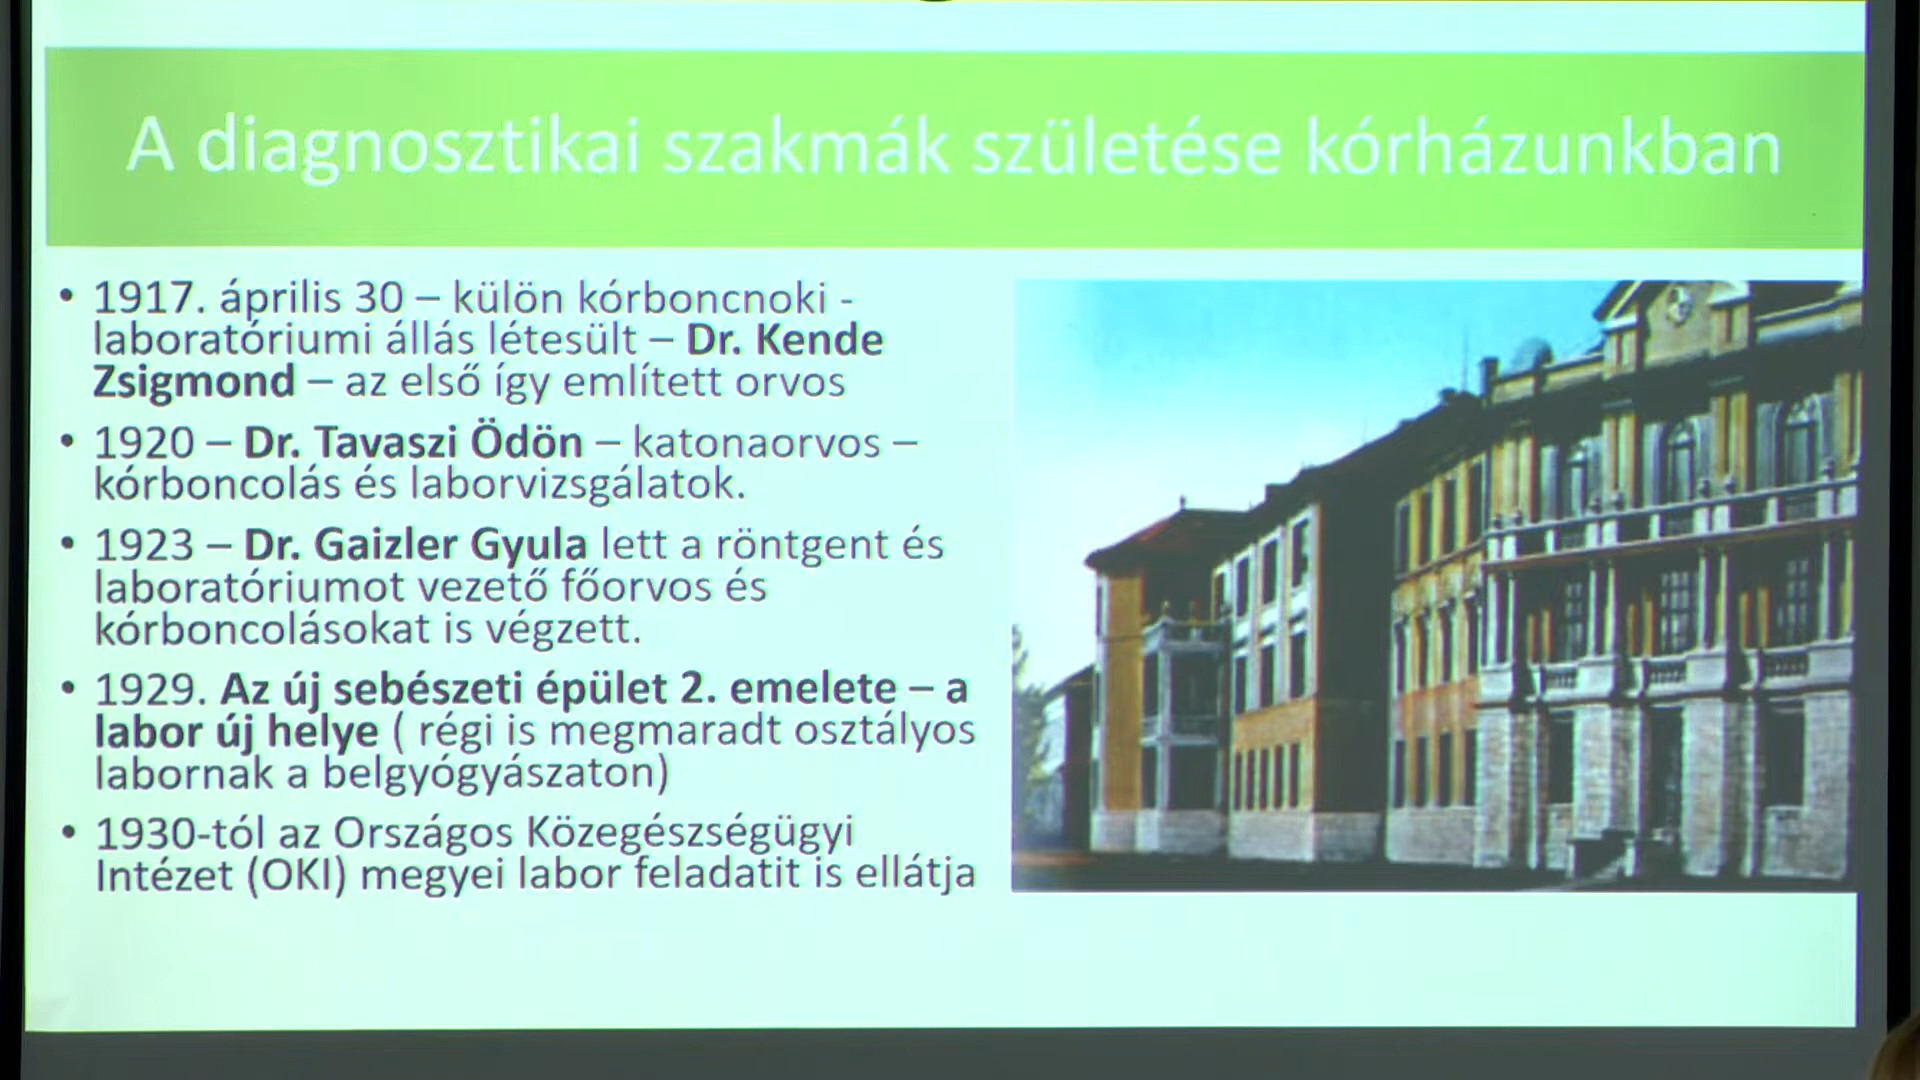 A diagnosztikai szakmák születése kórházunkban
• 1917. április 30 – külön kórboncnoki -
laboratóriumi állás létesült – Dr. Kende
Zsigmond – az első így említett orvos
• 1920 – Dr. Tavaszi Ödön – katonaorvos –
kórboncolás és laborvizsgálatok.
• 1923 – Dr. Gaizler Gyula lett a röntgent és
laboratóriumot vezető főorvos és
kórboncolásokat is végzett.
• 1929. Az új sebészeti épület 2. emelete – a
labor új helye ( régi is megmaradt osztályos
labornak a belgyógyászaton)
• 1930-tól az Országos Közegészségügyi
Intézet (OKI) megyei labor feladatit is ellátja